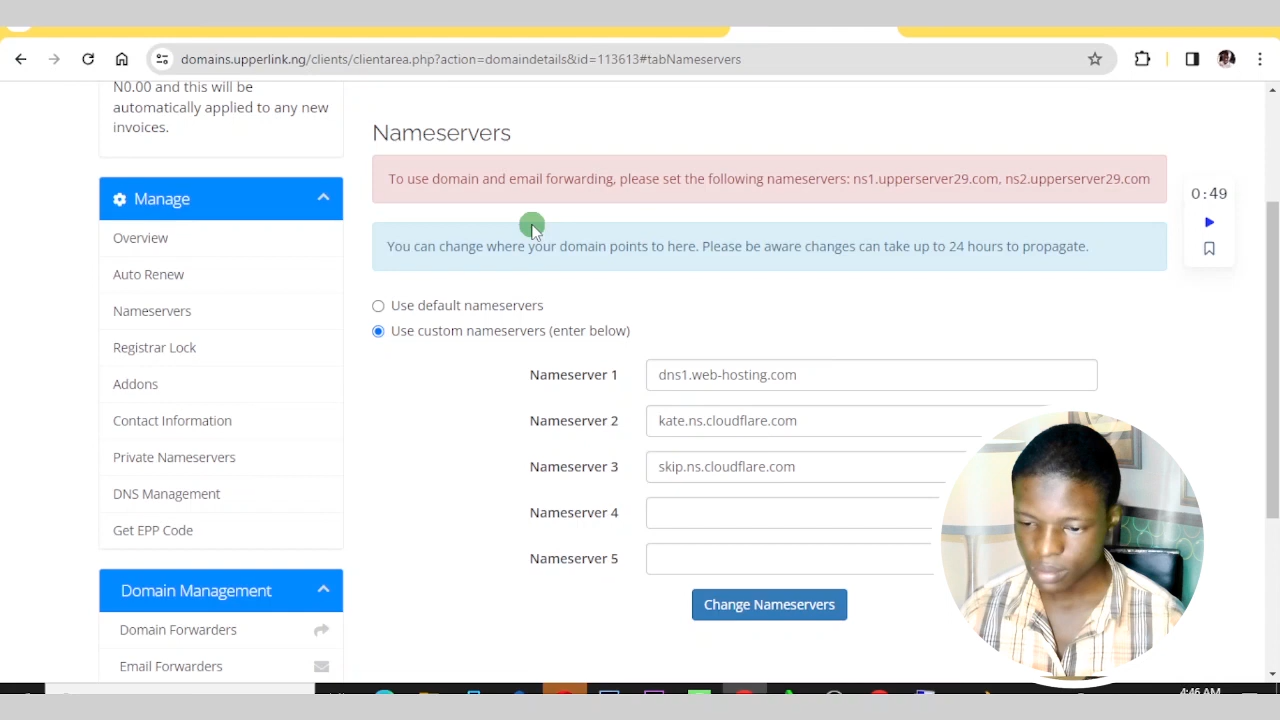 domains.upperlink.ng/clients/clientarea.php?action=domaindetails&id=113613#tabNameservers
N0.00 and this will be
automatically applied to any new
invoices.
Manage
Overview
Auto Renew
Nameservers
Registrar Lock
Addons
Contact Information
Private Nameservers
DNS Management
Get EPP Code
Domain Management
Domain Forwarders
Email Forwarders
Nameservers
To use domain and email forwarding, please set the following nameservers: ns1.upperserver29.com, ns2.upperserver29.com
You can change where your domain points to here. Please be aware changes can take up to 24 hours to propagate.
Use default nameservers
Use custom nameservers (enter below)
Nameserver 1 dns1.web-hosting.com
Nameserver 2 kate.ns.cloudflare.com
Nameserver 3 skip.ns.cloudflare.com
Nameserver 4
Nameserver 5
Change Nameservers
0:49
4:46 AM